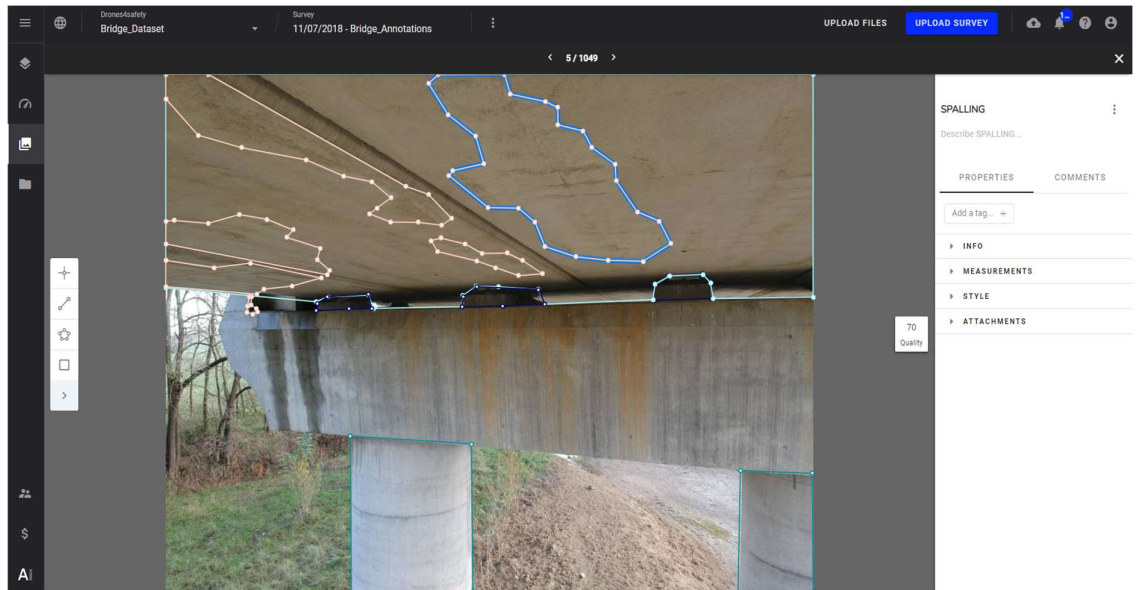 Drones4safety
Bridge_Dataset
Survey
11/07/2018 - Bridge_Annotations
UPLOAD FILES
UPLOAD SURVEY
5 / 1049
SPALLING
Describe SPALLING...
PROPERTIES
COMMENTS
Add a tag... +
INFO
MEASUREMENTS
STYLE
ATTACHMENTS
70
Quality
$
Ai